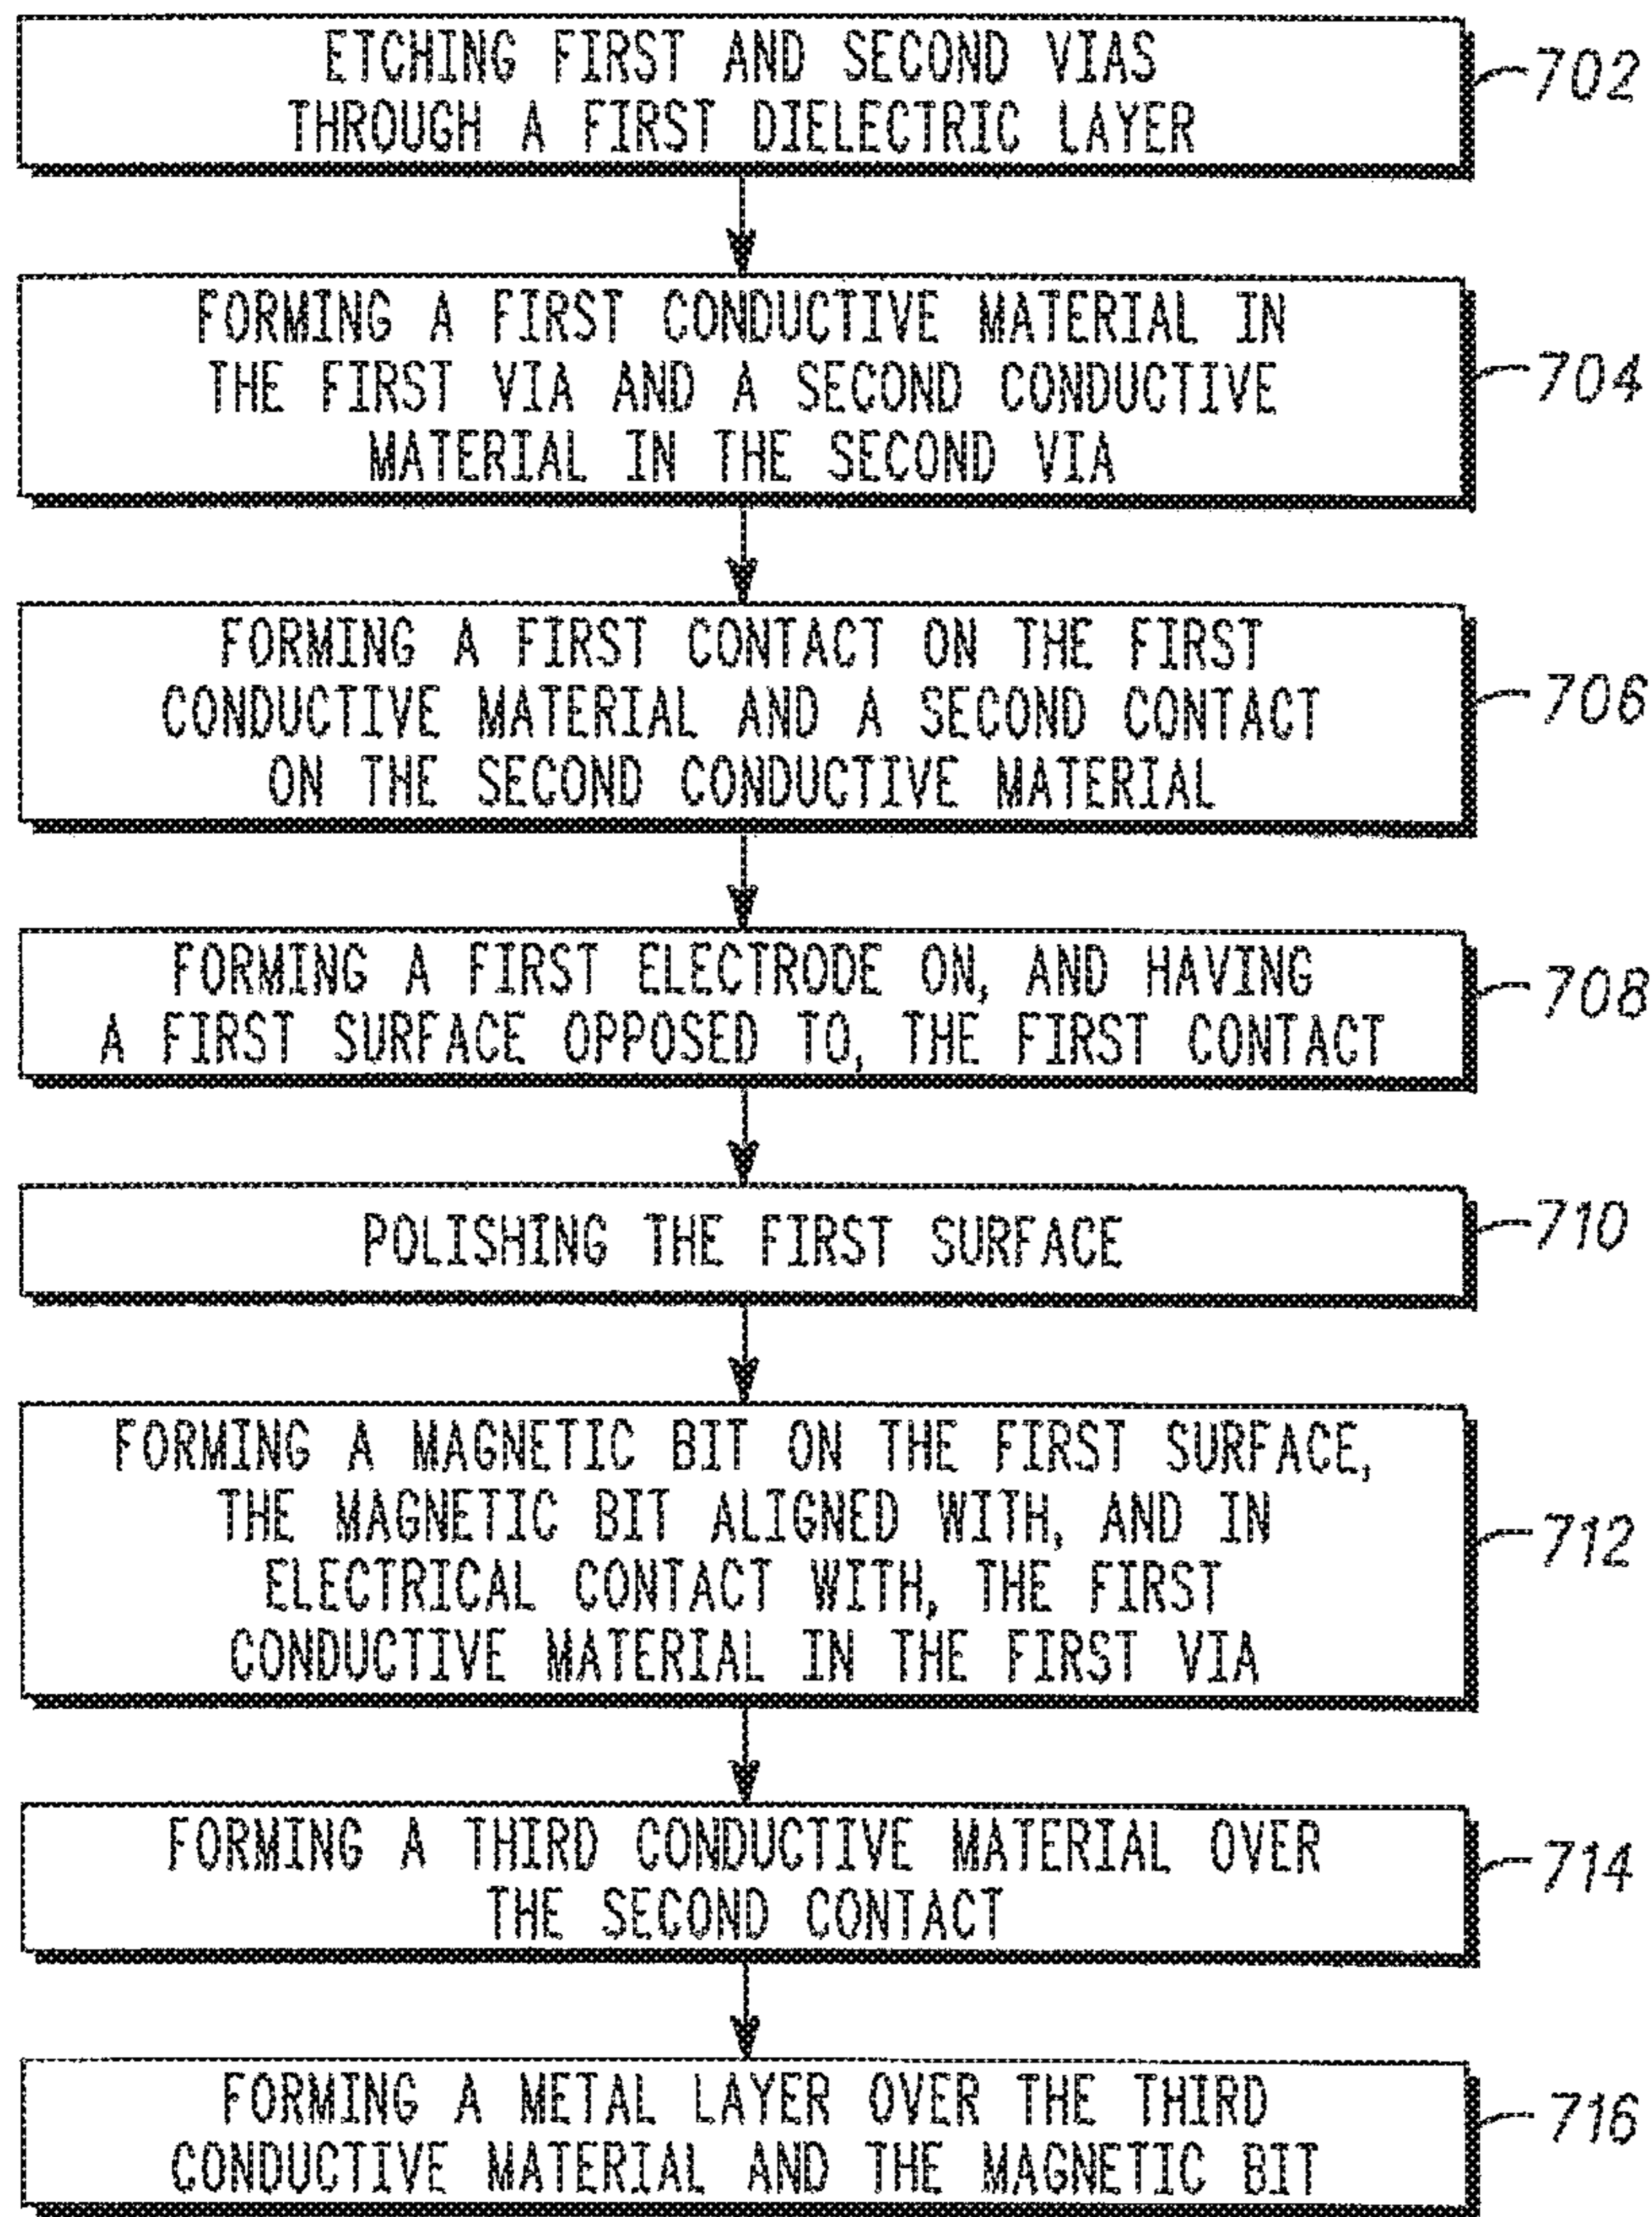 ETCHING FIRST AND SECOND VIAS
THROUGH A FIRST DIELECTRIC LAYER
702
FORMING A FIRST CONDUCTIVE MATERIAL IN
THE FIRST VIA AND A SECOND CONDUCTIVE
MATERIAL IN THE SECOND VIA
704
FORMING A FIRST CONTACT ON THE FIRST
CONDUCTIVE MATERIAL AND A SECOND CONTACT
ON THE SECOND CONDUCTIVE MATERIAL
706
FORMING A FIRST ELECTRODE ON, AND HAVING
A FIRST SURFACE OPPOSED TO, THE FIRST CONTACT
708
POLISHING THE FIRST SURFACE
710
FORMING A MAGNETIC BIT ON THE FIRST SURFACE,
THE MAGNETIC BIT ALIGNED WITH, AND IN
ELECTRICAL CONTACT WITH, THE FIRST
CONDUCTIVE MATERIAL IN THE FIRST VIA
712
FORMING A THIRD CONDUCTIVE MATERIAL OVER
THE SECOND CONTACT
714
FORMING A METAL LAYER OVER THE THIRD
CONDUCTIVE MATERIAL AND THE MAGNETIC BIT
716